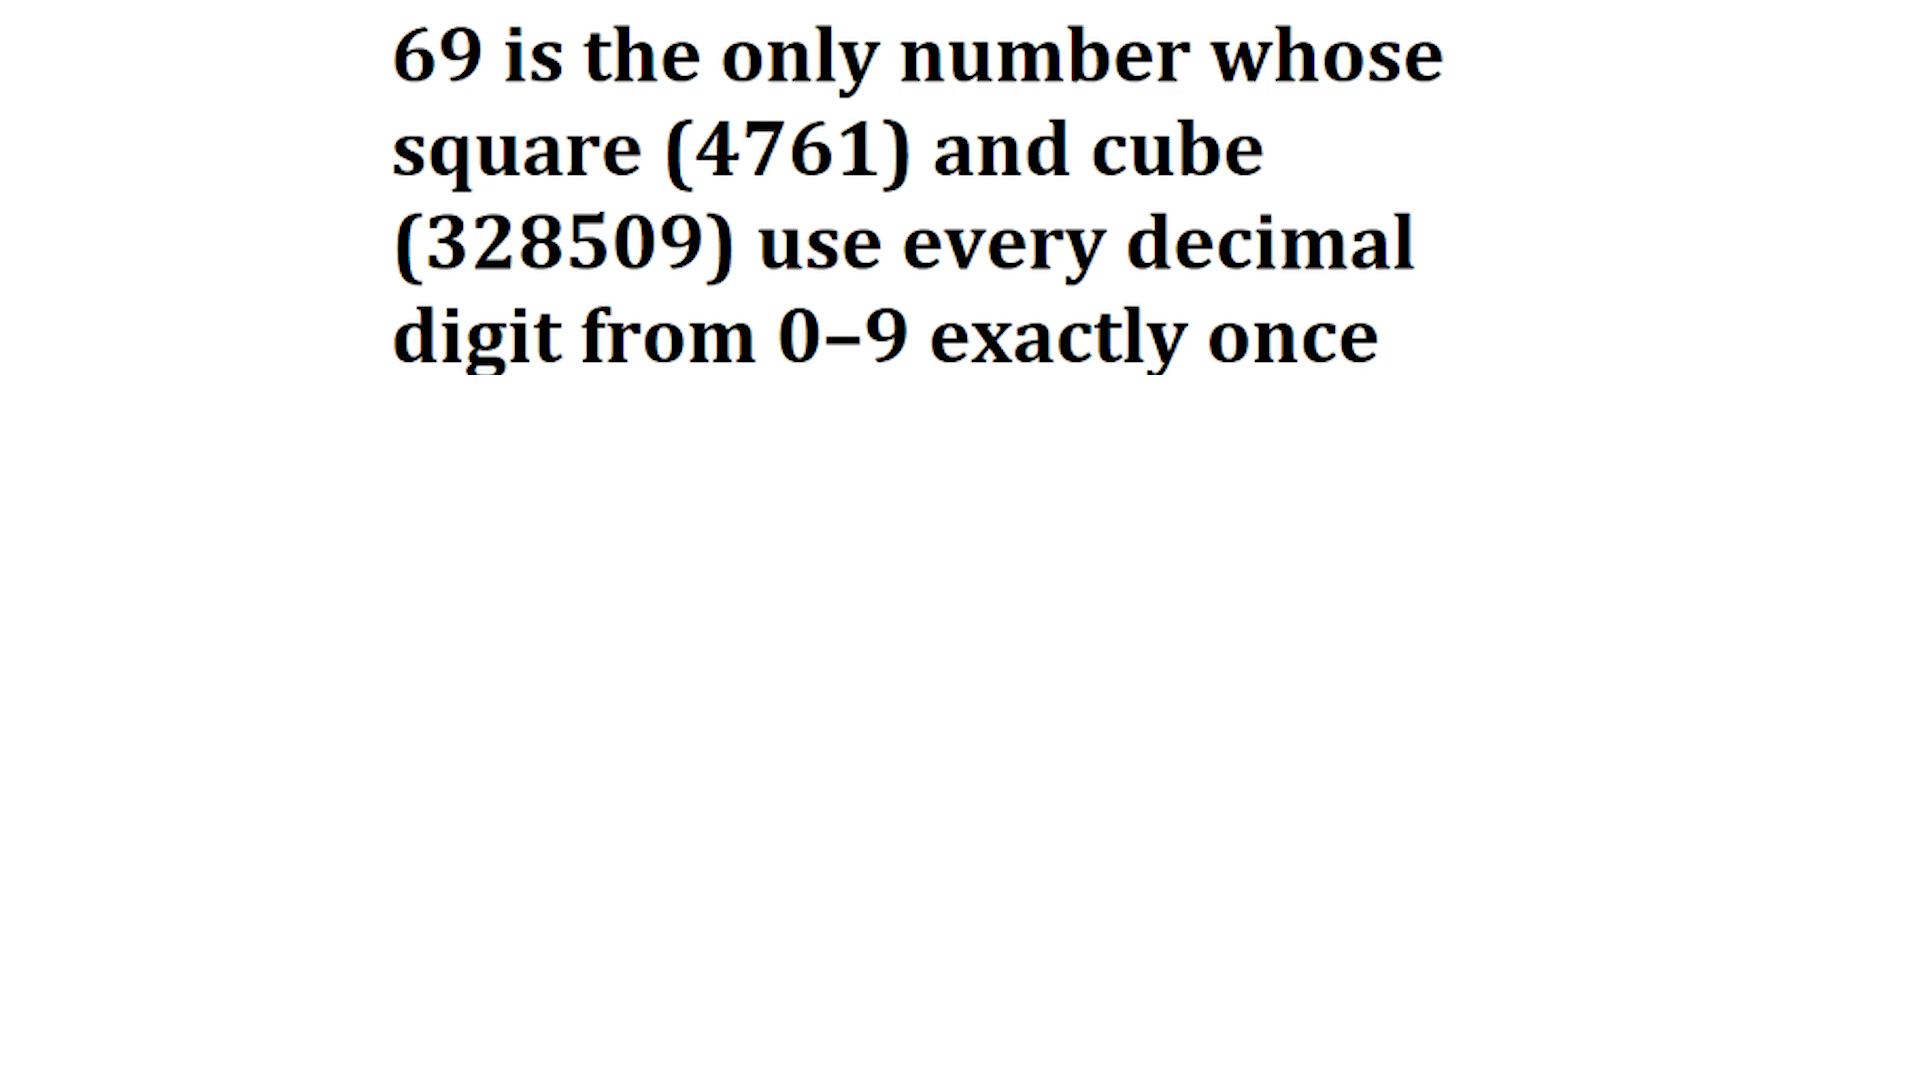 69 is the only number whose
square (4761) and cube
(328509) use every decimal
digit from 0–9 exactly once